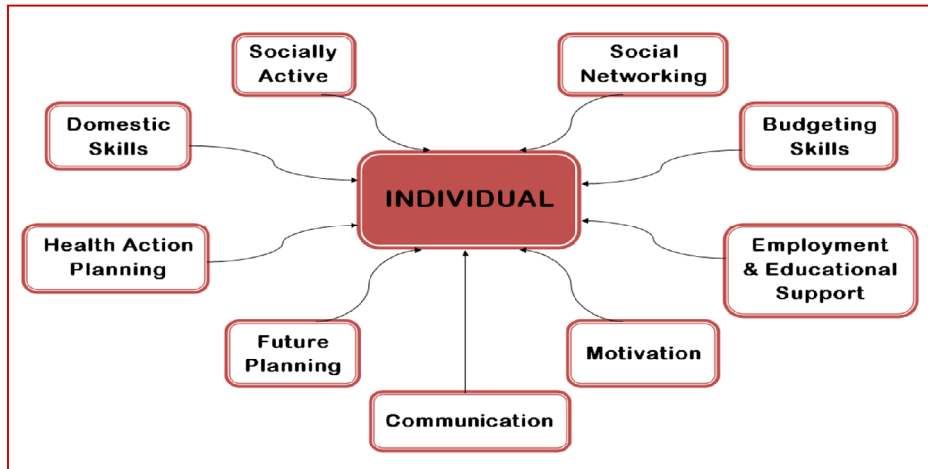 Socially
Active
Social
Networking
Domestic
Skills
Budgeting
Skills
INDIVIDUAL
Health Action
Planning
Employment
& Educational
Support
Future
Planning
Motivation
Communication